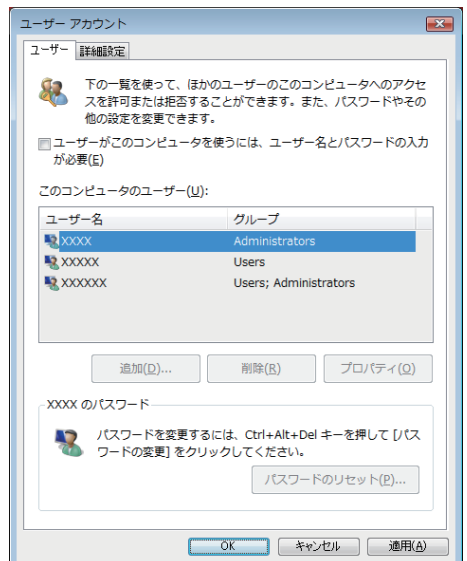 ユーザー アカウント
ユーザー 詳細設定
下の一覧を使って、ほかのユーザーのこのコンピュータへのアクセ
スを許可または拒否することができます。また、パスワードやその
他の設定を変更できます。
ユーザーがこのコンピュータを使うには、ユーザー名とパスワードの入力
が必要(E)
このコンピュータのユーザー(U):
ユーザー名 グループ
XXXX Administrators
XXXXX Users
XXXXXX Users; Administrators
追加(D)... 削除(R) プロパティ(O)
XXXX のパスワード
パスワードを変更するには、Ctrl+Alt+Del キーを押して [パス
ワードの変更] をクリックしてください。
パスワードのリセット(P)...
OK キャンセル 適用(A)